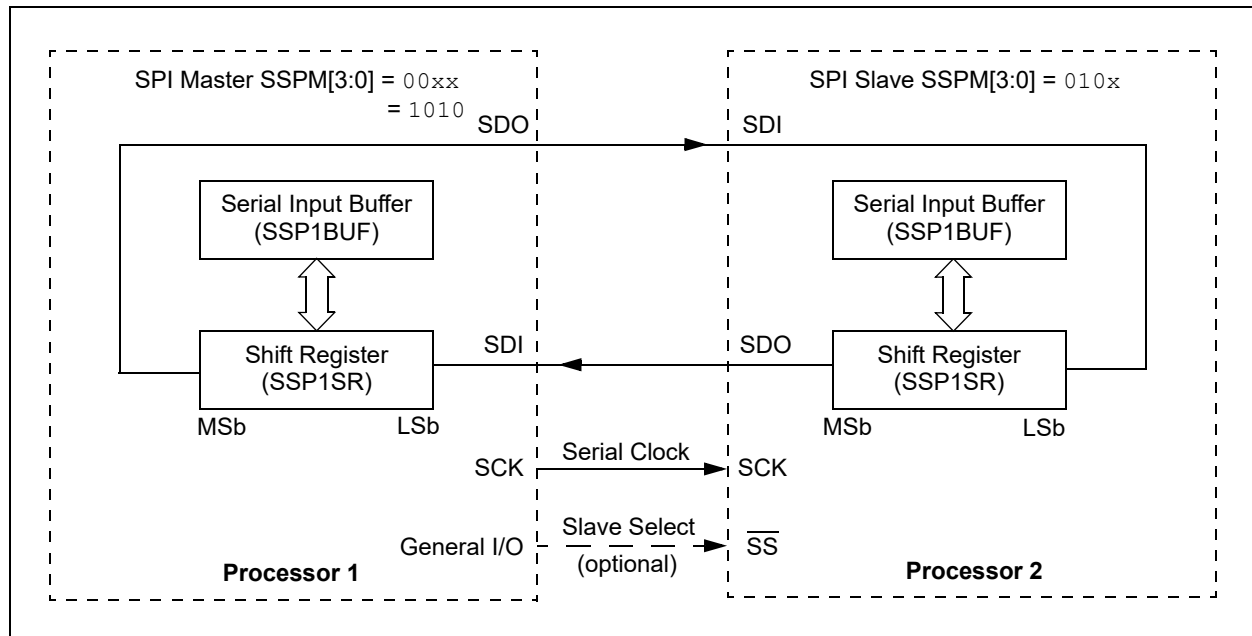 SPI Master SSPM[3:0] = 00xx
= 1010
SDO
Serial Input Buffer
(SSP1BUF)
Shift Register
(SSP1SR)
MSb
LSb
SDI
SCK
General I/O
Processor 1
Serial Clock
Slave Select
(optional)
SPI Slave SSPM[3:0] = 010x
SDI
Serial Input Buffer
(SSP1BUF)
SDO
Shift Register
(SSP1SR)
MSb
LSb
SCK
S̅S̅
Processor 2